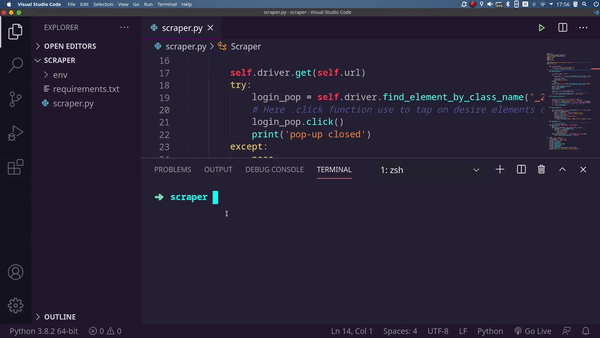 Visual Studio Code File Edit Selection View Go Run Terminal Help 17:56
scraper.py - scraper - Visual Studio Code
EXPLORER
OPEN EDITORS
SCRAPER
env
requirements.txt
scraper.py
OUTLINE
scraper.py
scraper.py > Scraper
16
17 self.driver.get(self.url)
18 try:
19 login_pop = self.driver.find_element_by_class_name('_2
20 # Here .click function use to tap on desire elements
21 login_pop.click()
22 print('pop-up closed')
23 except:
PROBLEMS OUTPUT DEBUG CONSOLE TERMINAL 1: zsh
scraper
Python 3.8.2 64-bit 0 0 Ln 14, Col 1 Spaces: 4 UTF-8 LF Python Go Live